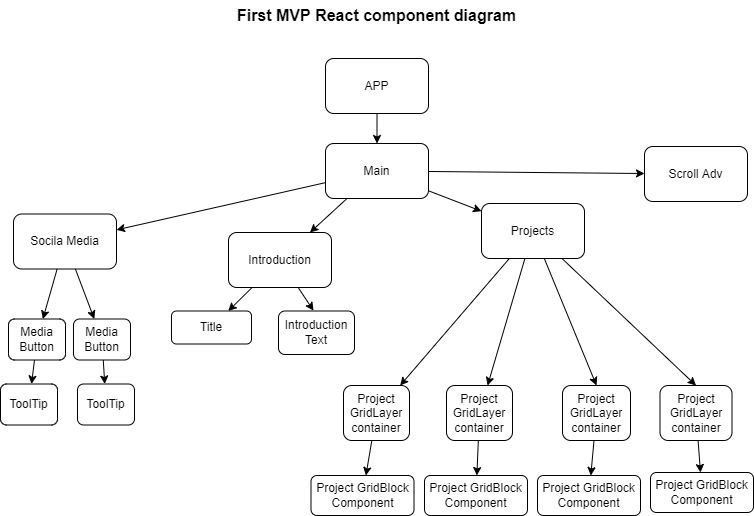 First MVP React component diagram
APP
Main
Scroll Adv
Socila Media
Introduction
Projects
Media
Button
Media
Button
Title
Introduction
Text
ToolTip
ToolTip
Project
GridLayer
container
Project
GridLayer
container
Project
GridLayer
container
Project
GridLayer
container
Project GridBlock
Component
Project GridBlock
Component
Project GridBlock
Component
Project GridBlock
Component